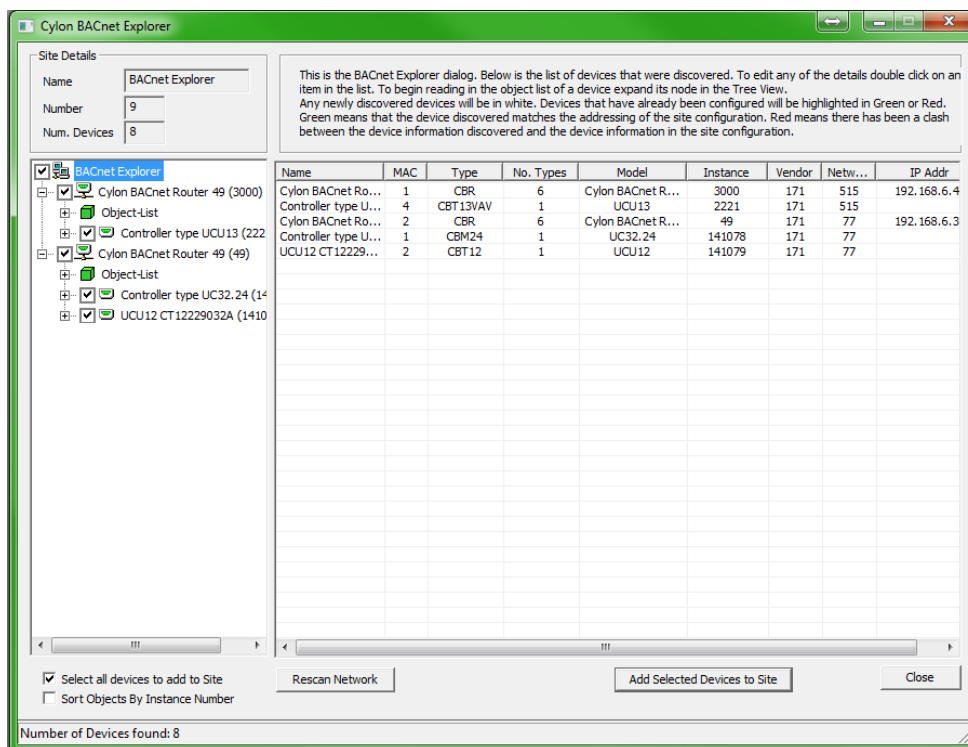 Cylon BACnet Explorer
Site Details
Name BACnet Explorer
Number 9
Num. Devices 8
This is the BACnet Explorer dialog. Below is the list of devices that were discovered. To edit any of the details double click on an
item in the list. To begin reading in the object list of a device expand its node in the Tree View.
Any newly discovered devices will be in white. Devices that have already been configured will be highlighted in Green or Red.
Green means that the device discovered matches the addressing of the site configuration. Red means there has been a clash
between the device information discovered and the device information in the site configuration.
BACnet Explorer
Cylon BACnet Router 49 (3000)
Object-List
Controller type UCU13 (222
Cylon BACnet Router 49 (49)
Object-List
Controller type UC32.24 (14
UCU12 CT12229032A (1410
Name MAC Type No. Types Model Instance Vendor Netw... IP Addr
Cylon BACnet Ro... 1 CBR 6 Cylon BACnet R... 3000 171 515 192.168.6.4
Controller type U... 4 CBT13VAV 1 UCU13 2221 171 515
Cylon BACnet Ro... 2 CBR 6 Cylon BACnet R... 49 171 77 192.168.6.3
Controller type U... 1 CBM24 1 UC32.24 141078 171 77
UCU12 CT12229... 2 CBT12 1 UCU12 141079 171 77
Select all devices to add to Site
Sort Objects By Instance Number
Rescan Network
Add Selected Devices to Site
Close
Number of Devices found: 8